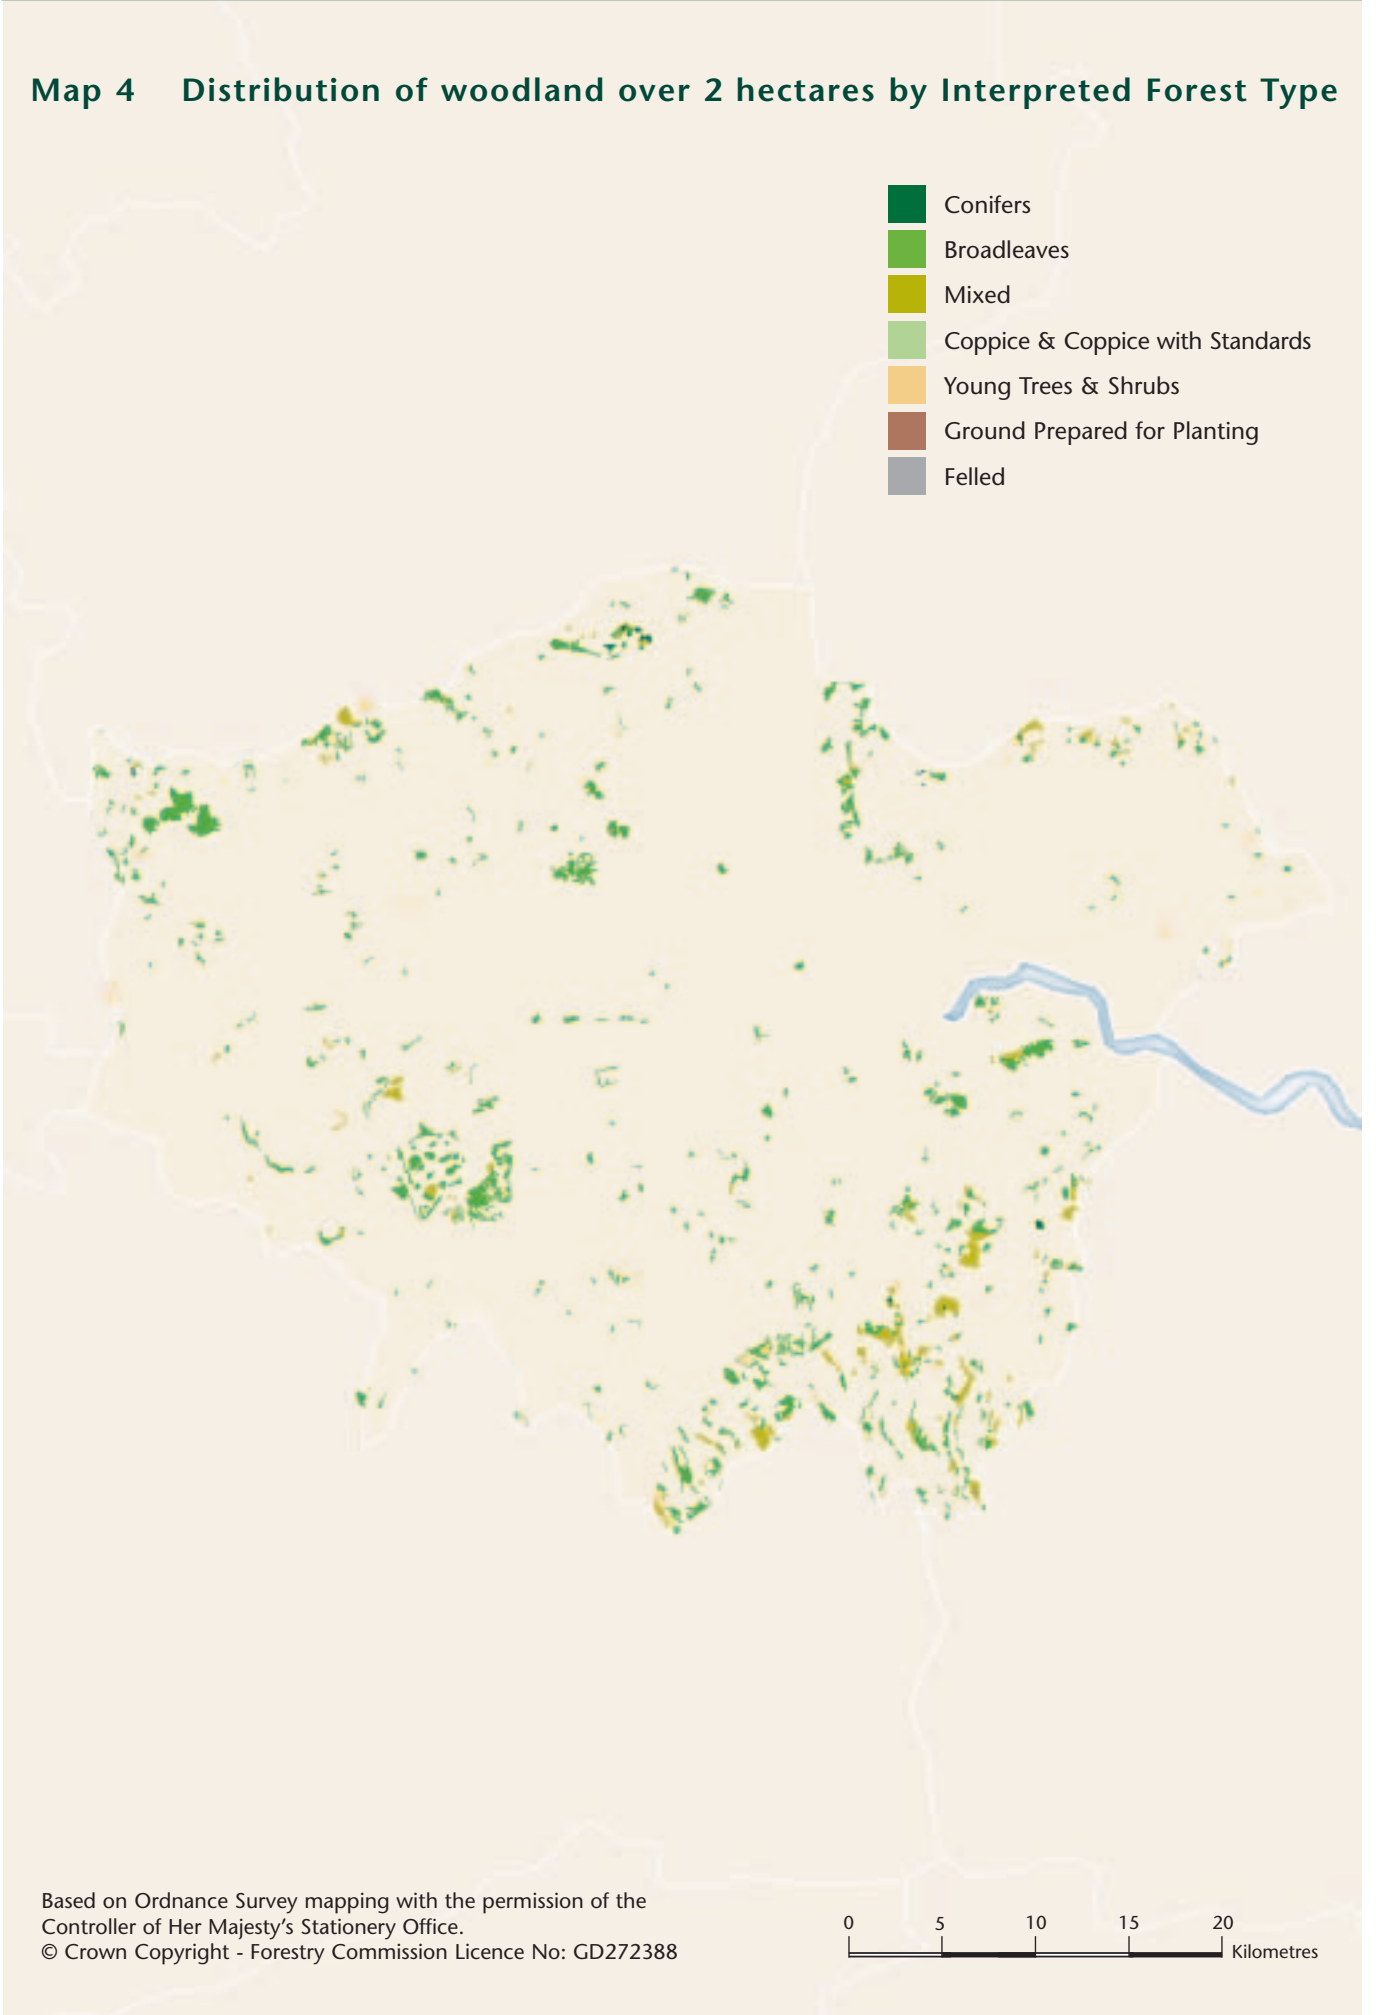 Map 4 Distribution of woodland over 2 hectares by Interpreted Forest Type
Conifers
Broadleaves
Mixed
Coppice & Coppice with Standards
Young Trees & Shrubs
Ground Prepared for Planting
Felled
Based on Ordnance Survey mapping with the permission of the
Controller of Her Majesty’s Stationery Office.
© Crown Copyright - Forestry Commission Licence No: GD272388
0 5 10 15 20
Kilometres